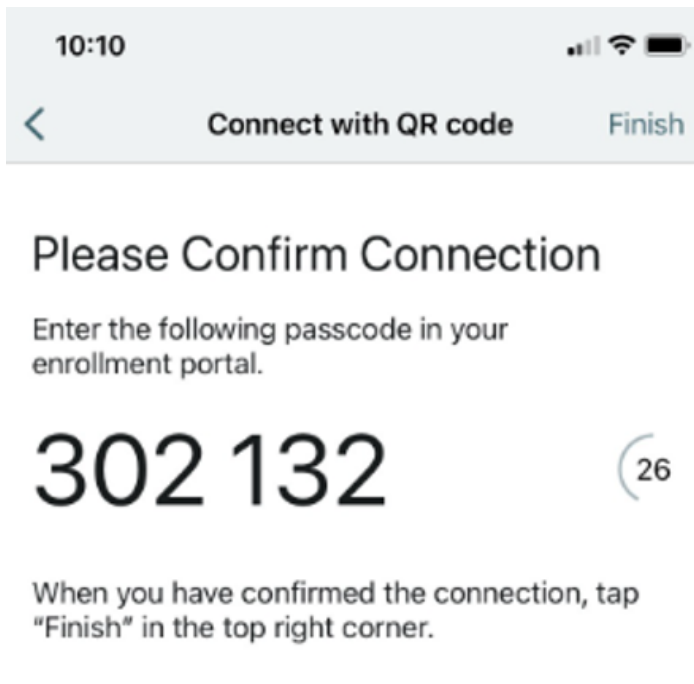 10:10
Connect with QR code Finish
Please Confirm Connection
Enter the following passcode in your
enrollment portal.
302 132 26
When you have confirmed the connection, tap
“Finish” in the top right corner.